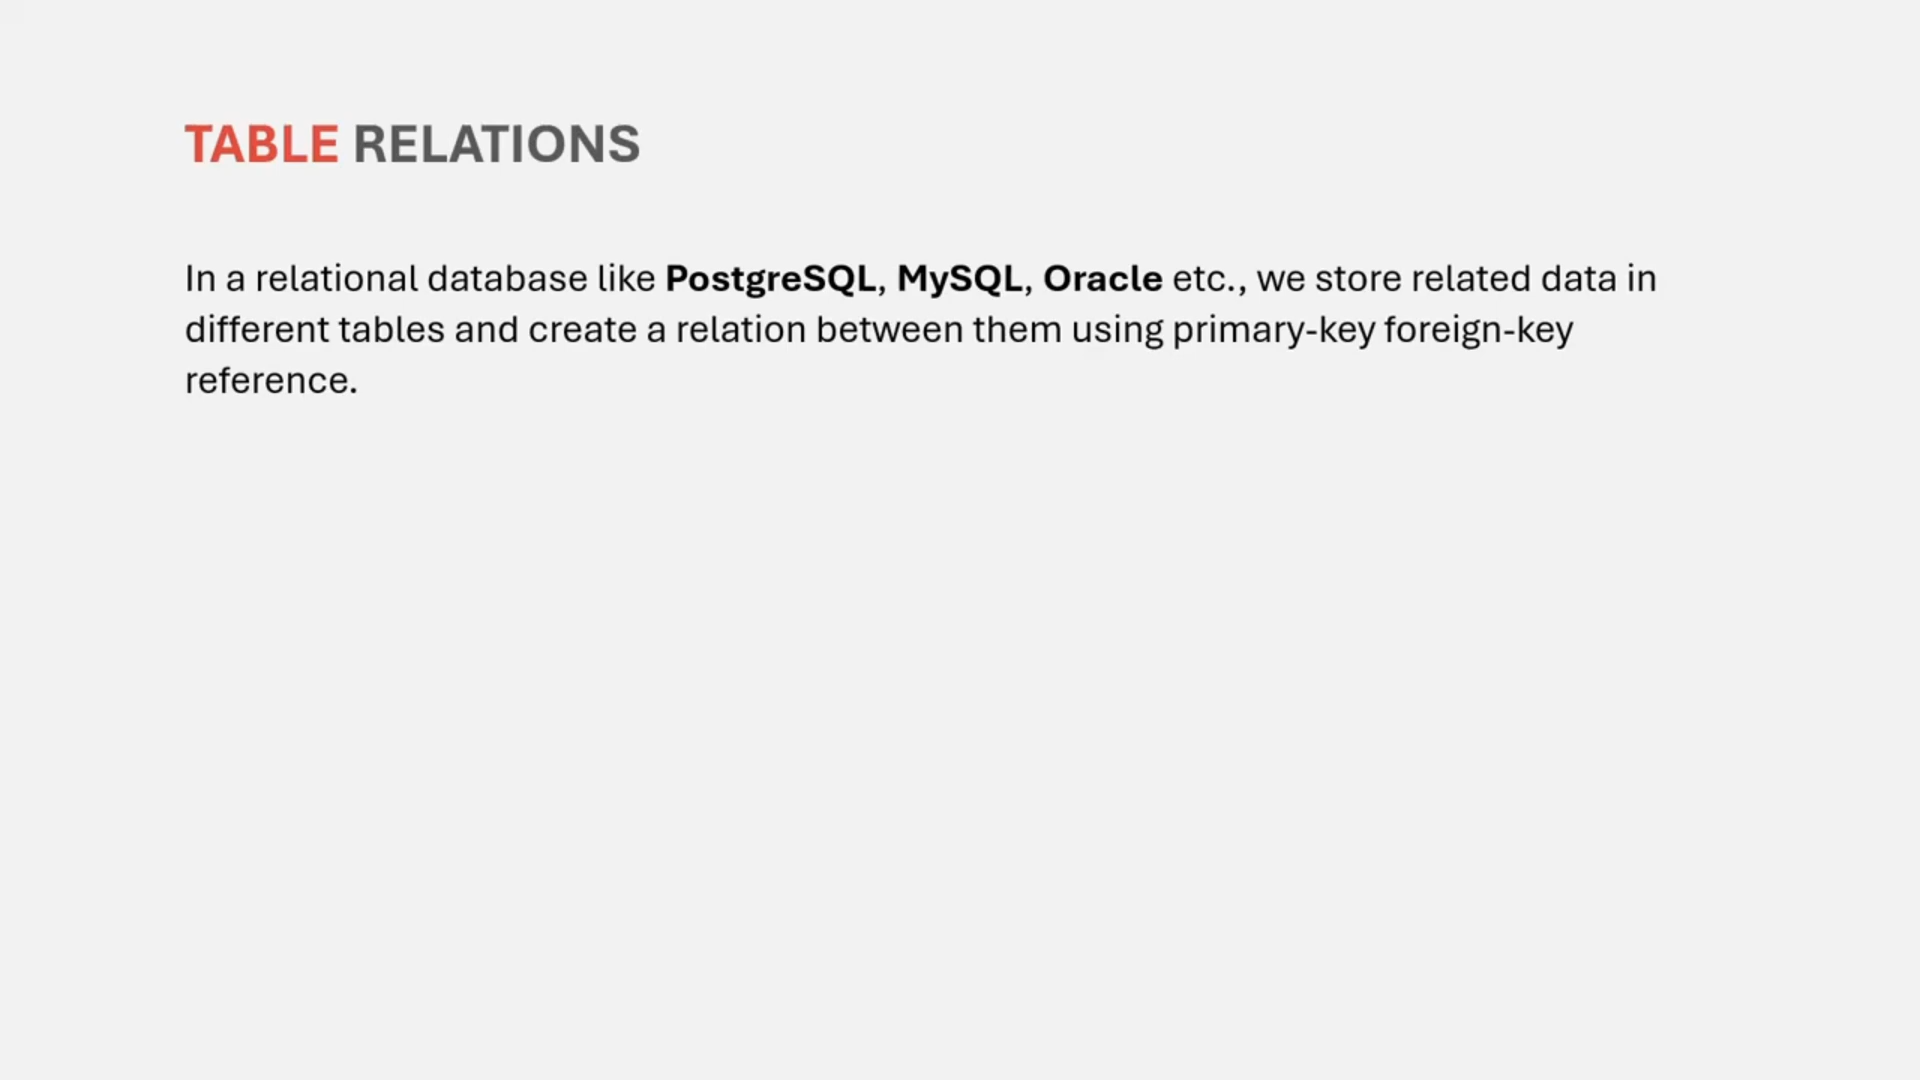 TABLE RELATIONS
In a relational database like PostgreSQL, MySQL, Oracle etc., we store related data in
different tables and create a relation between them using primary-key foreign-key
reference.